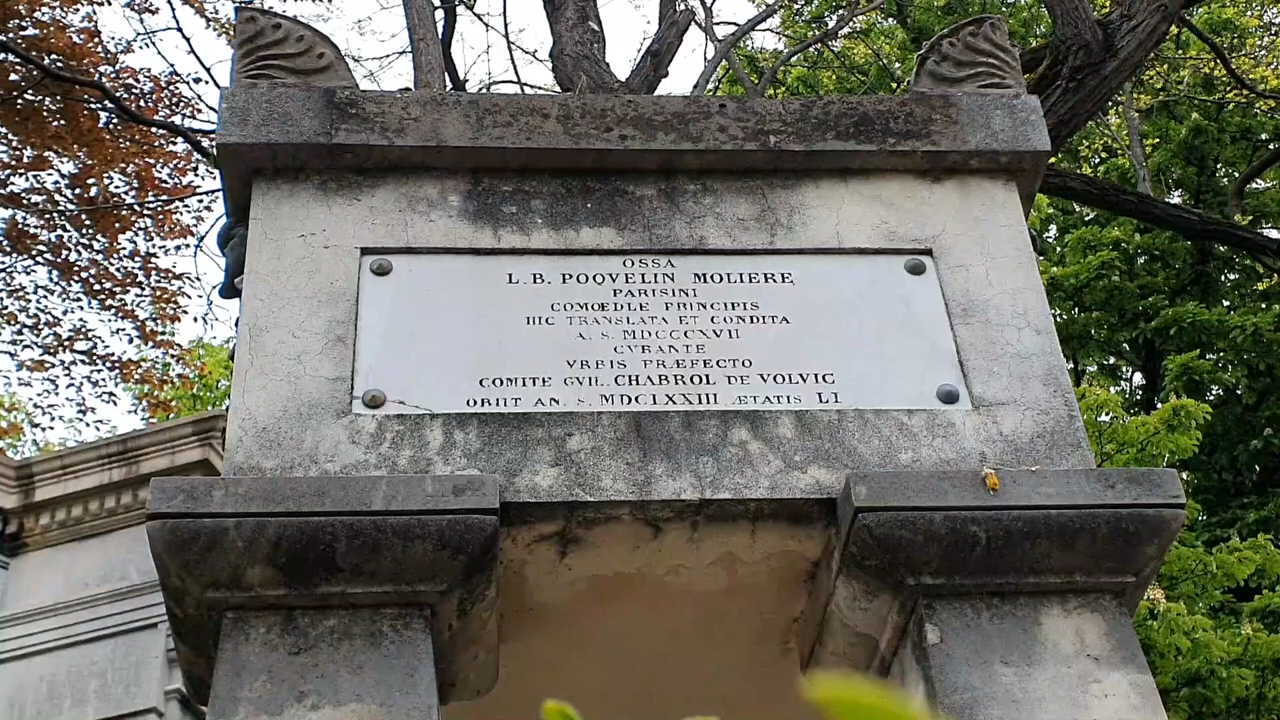 OSSA
L.B. POQVELIN MOLIERE,
PARISINI
COMOEDLE PRINCIPIS
HIC TRANSLATA ET CONDITA
A. S. MDCCCXVII
CVRANTE
VRBIS PRÆFECTO
COMITE GVIL. CHABROL DE VOLVIC
OBIIT AN. S. MDCLXXIII ÆTATIS LI